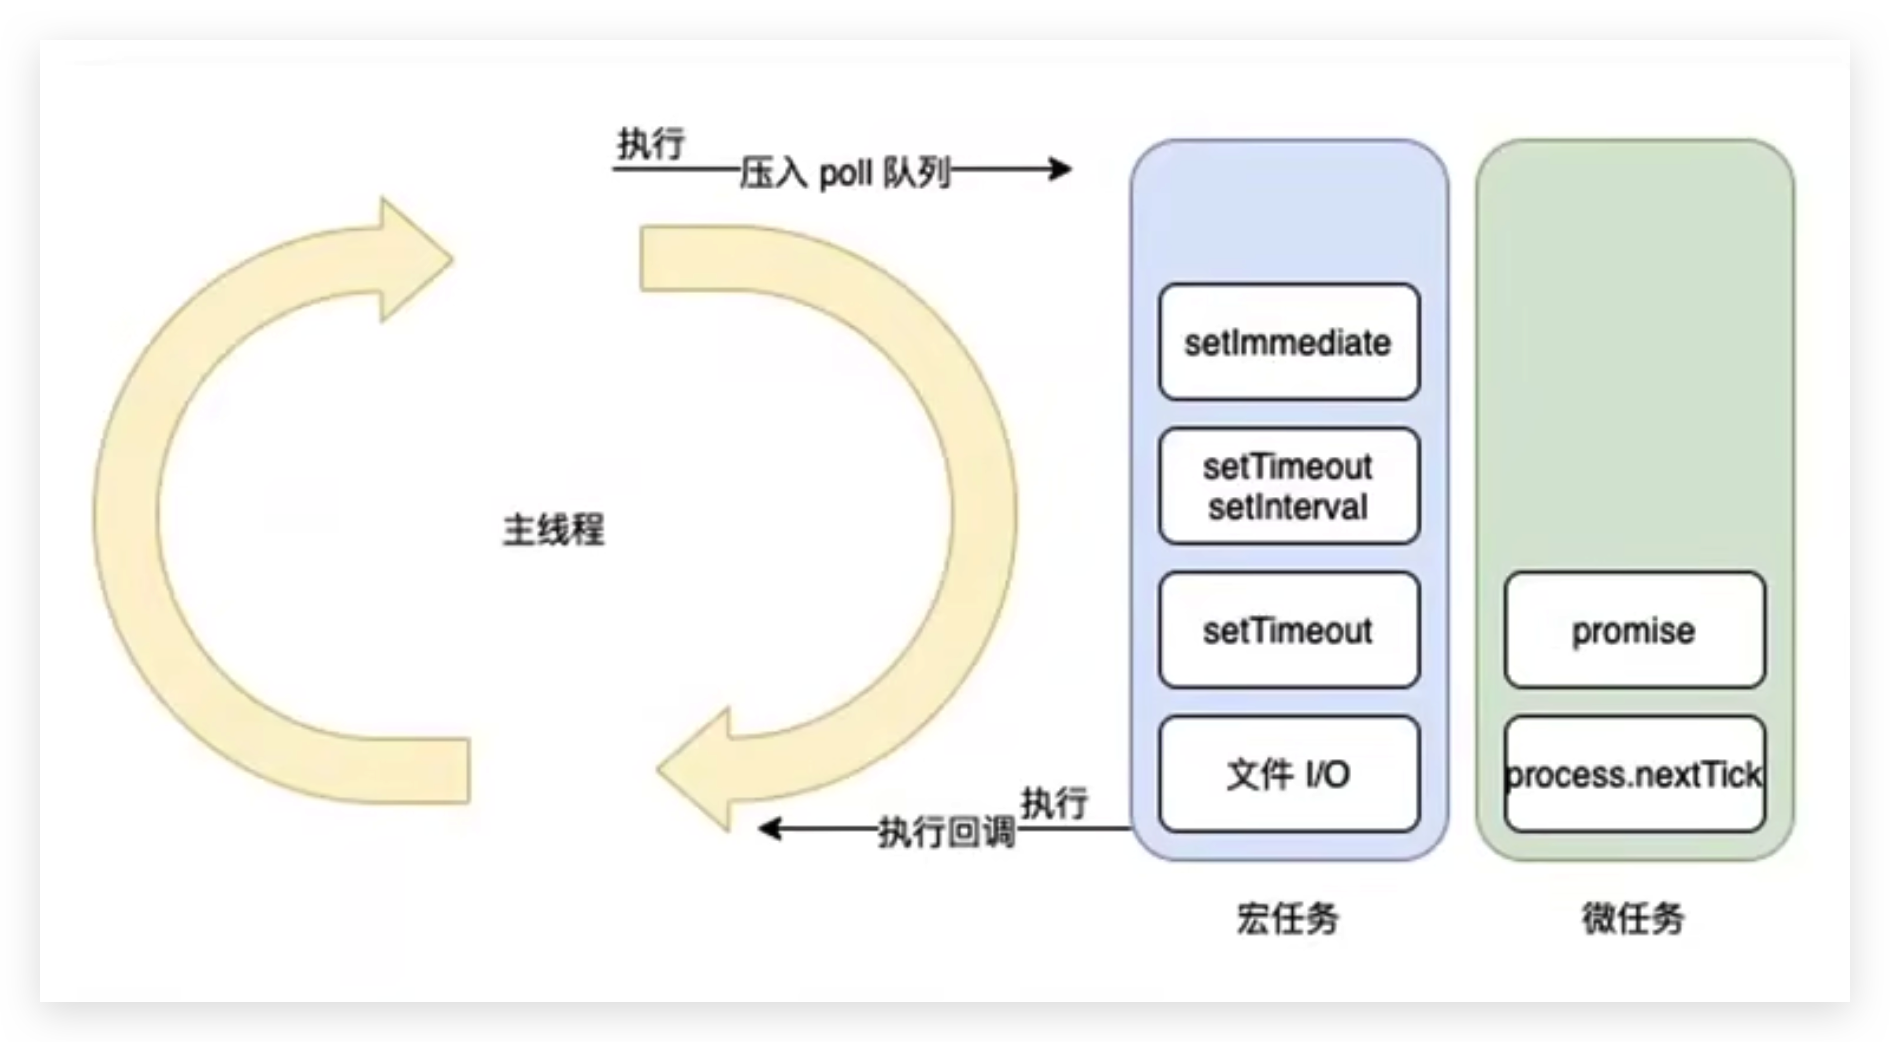 执行
压入 poll 队列
setImmediate
setTimeout
setInterval
主线程
setTimeout
promise
文件 I/O
process.nextTick
执行
执行回调
宏任务
微任务